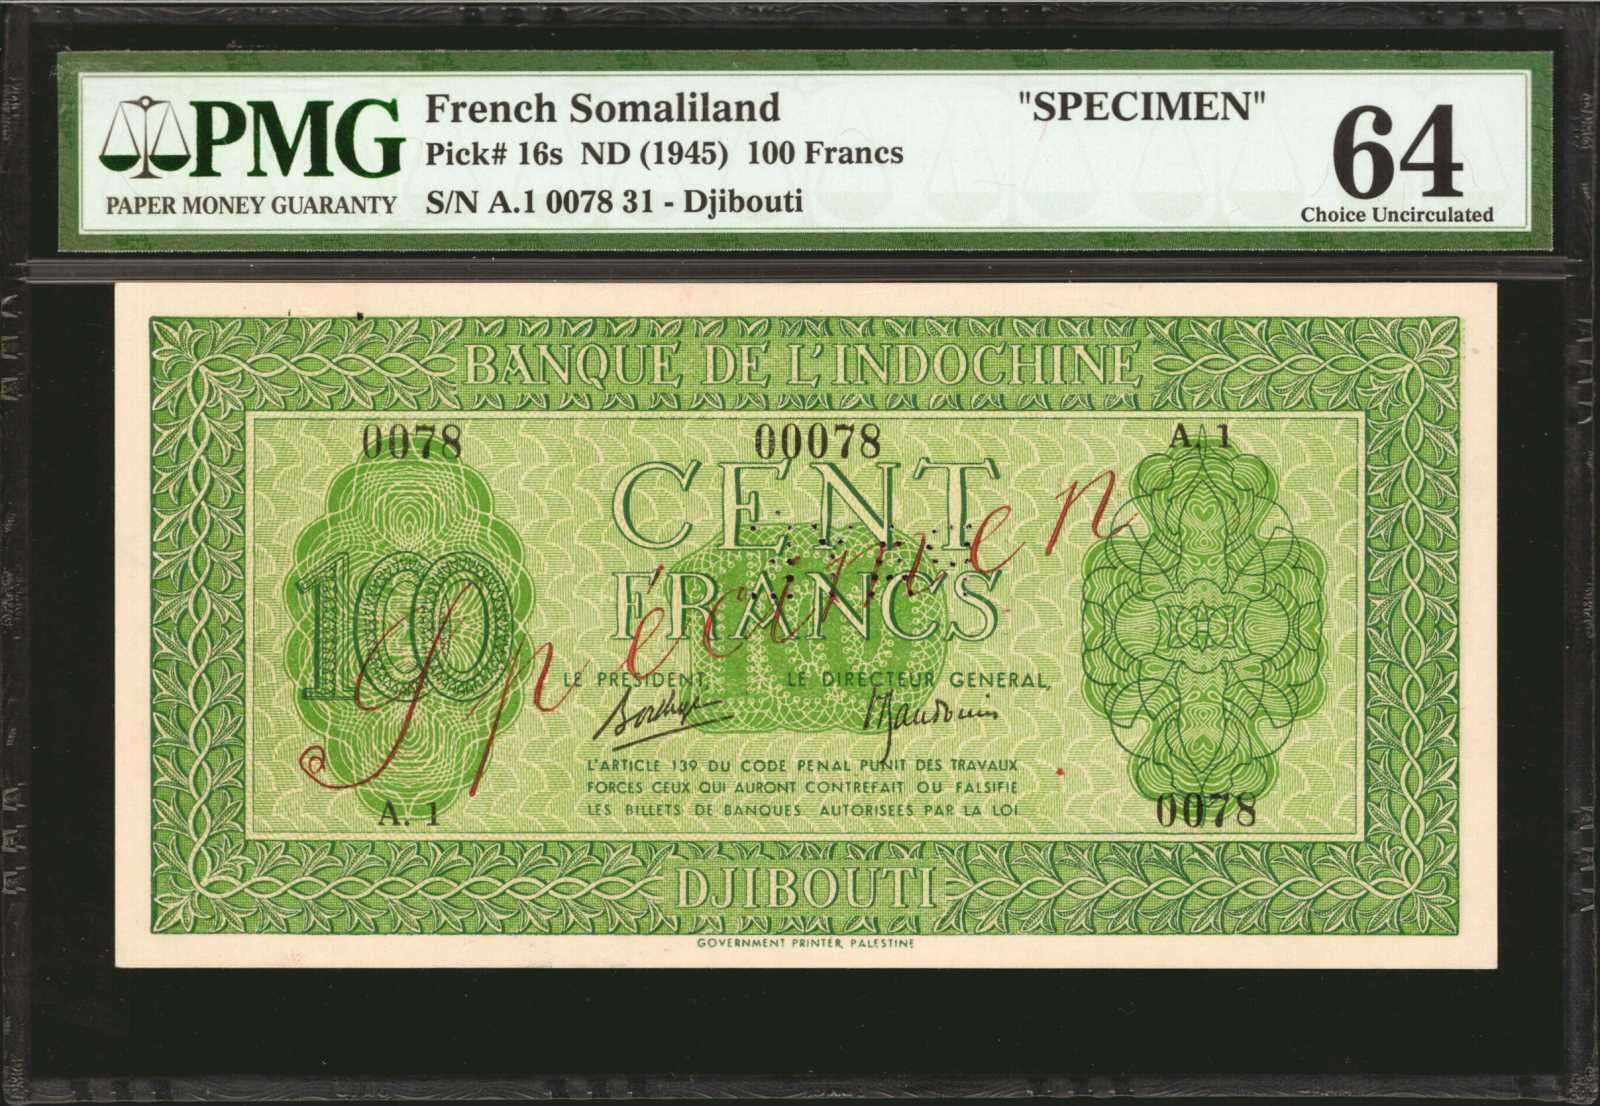 PMG
PAPER MONEY GUARANTY
French Somaliland
Pick# 16s ND (1945) 100 Francs
S/N A.1 0078 31 - Djibouti
"SPECIMEN"
64
Choice Uncirculated
BANQUE DE L'INDOCHINE
0078
00078
A. 1
CENT
FRANCS
100
100
Spécimen
LE PRESIDENT,
LE DIRECTEUR GENERAL,
L'ARTICLE 139 DU CODE PENAL PUNIT DES TRAVAUX
FORCES CEUX QUI AURONT CONTREFAIT OU FALSIFIE
LES BILLETS DE BANQUES AUTORISEES PAR LA LOI
A. 1
0078
DJIBOUTI
GOVERNMENT PRINTER, PALESTINE